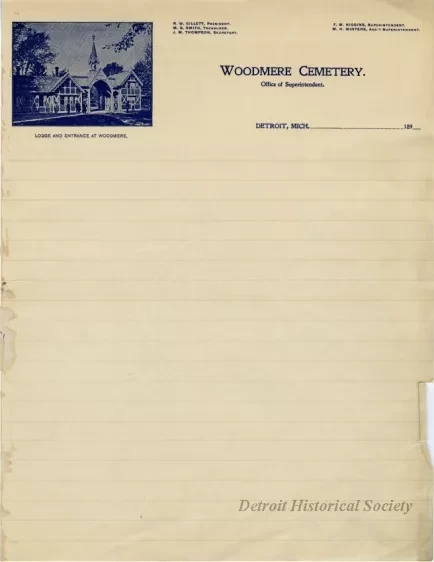 R. W. GILLETT, PRESIDENT.
M. S. SMITH, TREASURER.
J. M. THOMPSON, SECRETARY.
F. W. HIGGINS, SUPERINTENDENT.
M. H. WINTERS, ASS'T SUPERINTENDENT.
WOODMERE CEMETERY.
Office of Superintendent.
DETROIT, MICH. 189
LODGE AND ENTRANCE AT WOODMERE.
Detroit Historical Society